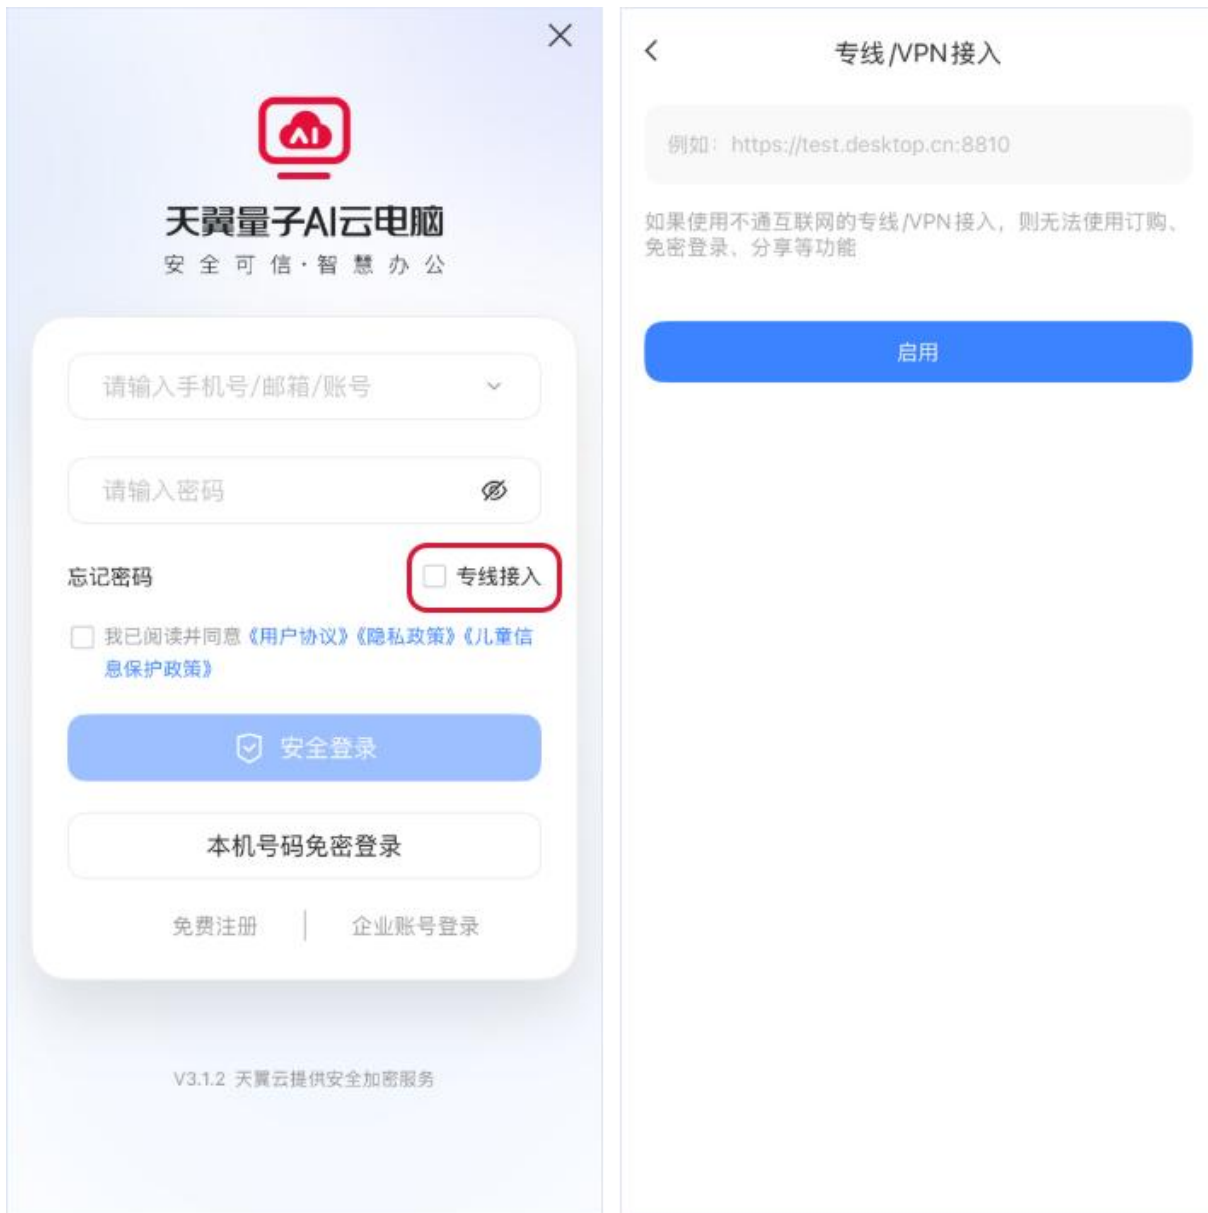 AI
天翼量子AI云电脑
安全可信·智慧办公
请输入手机号/邮箱/账号
请输入密码
忘记密码
专线接入
我已阅读并同意《用户协议》《隐私政策》《儿童信
息保护政策》
安全登录
本机号码免密登录
免费注册 | 企业账号登录
V3.1.2 天翼云提供安全加密服务
专线/VPN接入
例如：https://test.desktop.cn:8810
如果使用不通互联网的专线/VPN接入，则无法使用订购、
免密登录、分享等功能
启用